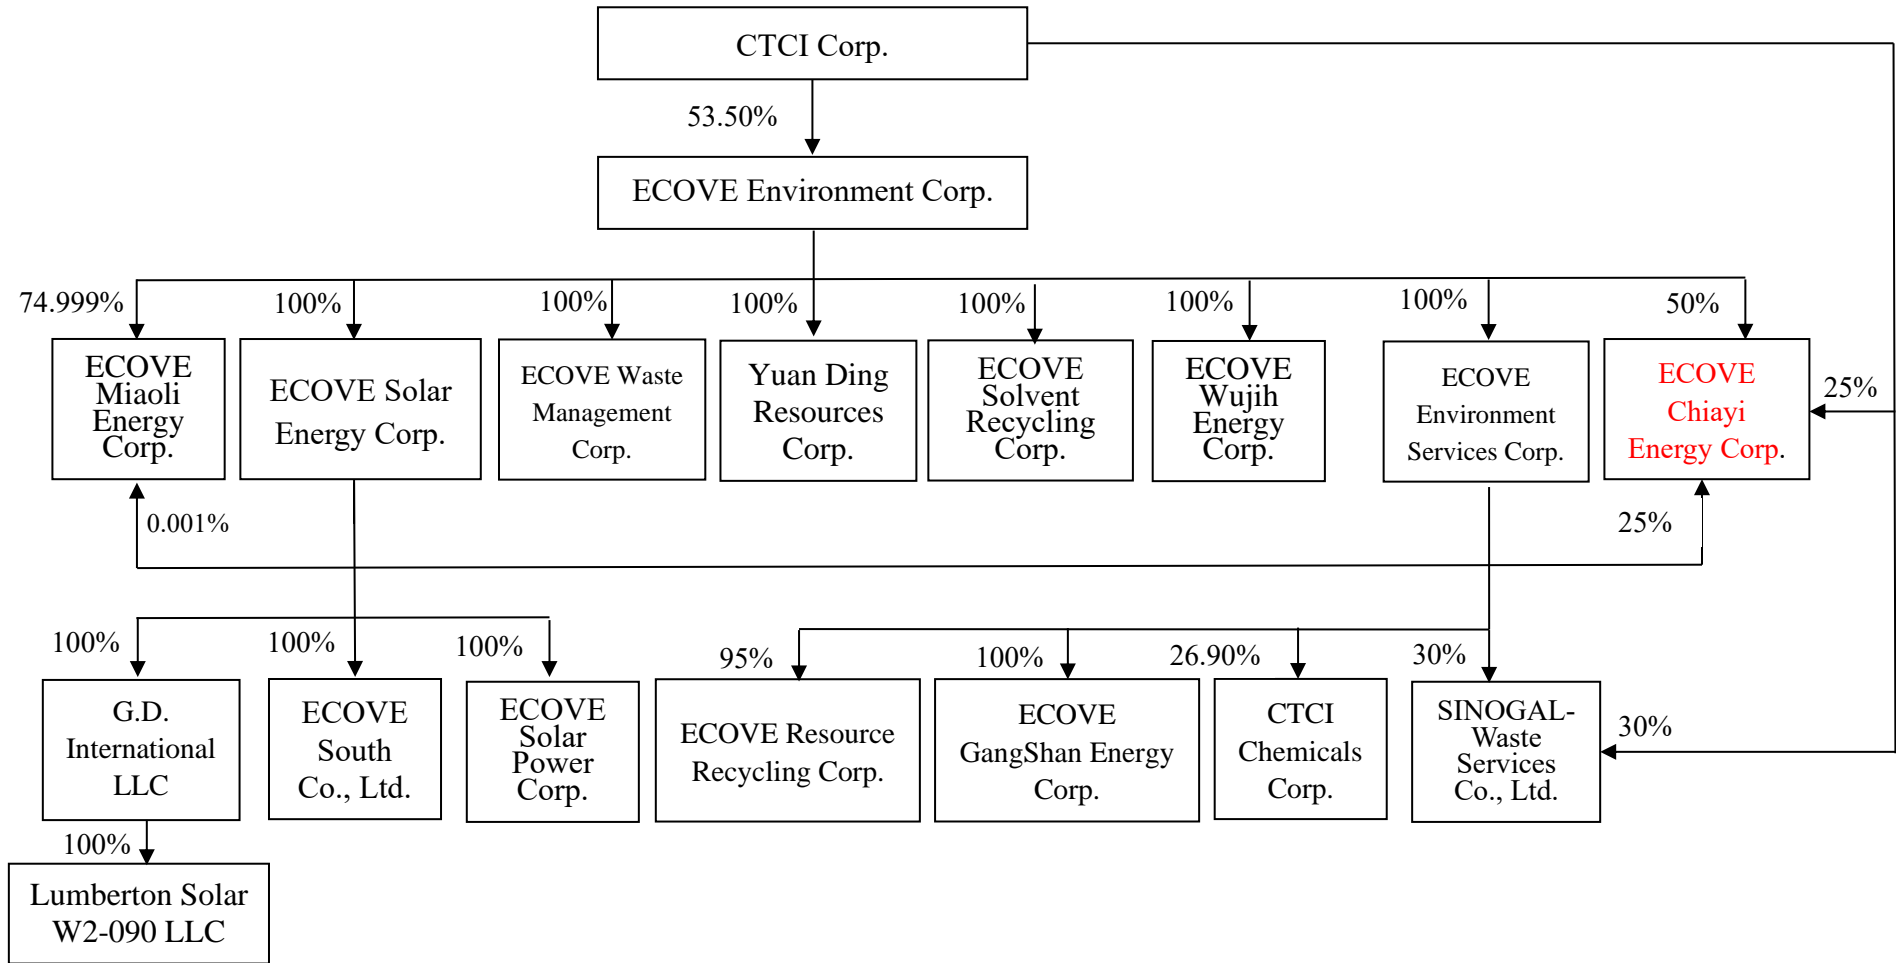 CTCI Corp.
53.50%
ECOVE Environment Corp.
74.999%
100%
100%
100%
100%
100%
100%
50%
ECOVE
Miaoli
Energy
Corp.
ECOVE Solar
Energy Corp.
ECOVE Waste
Management
Corp.
Yuan Ding
Resources
Corp.
ECOVE
Solvent
Recycling
Corp.
ECOVE
Wujih
Energy
Corp.
ECOVE
Environment
Services Corp.
ECOVE
Chiayi
Energy Corp.
25%
0.001%
25%
100%
100%
100%
95%
100%
26.90%
30%
G.D.
International
LLC
ECOVE
South
Co., Ltd.
ECOVE
Solar
Power
Corp.
ECOVE Resource
Recycling Corp.
ECOVE
GangShan Energy
Corp.
CTCI
Chemicals
Corp.
SINOGAL-
Waste
Services
Co., Ltd.
30%
100%
Lumberton Solar
W2-090 LLC